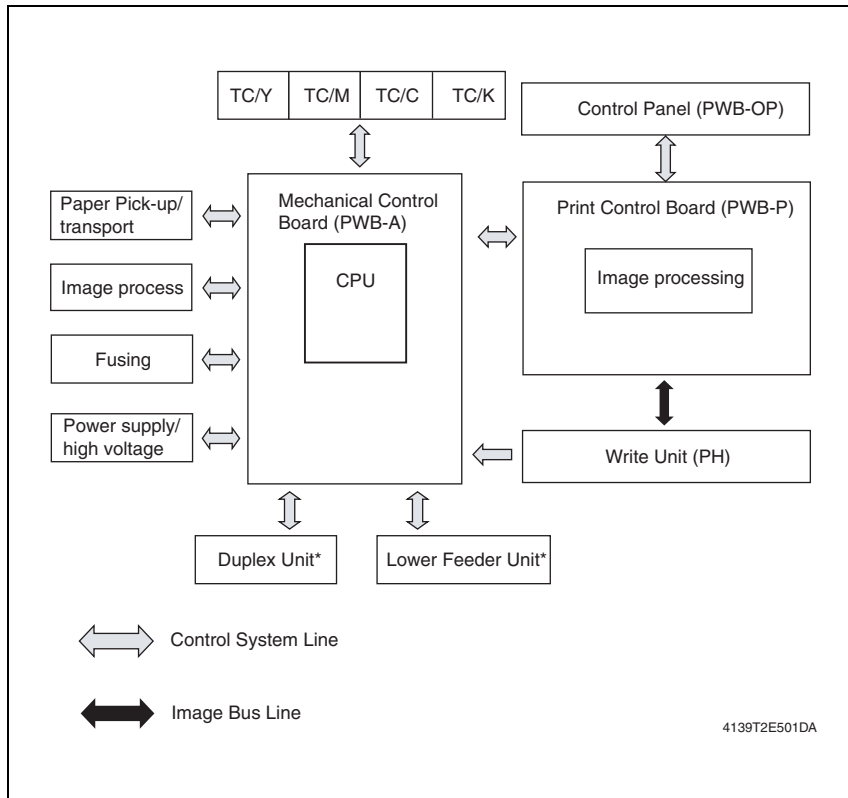 TC/Y TC/M TC/C TC/K
Control Panel (PWB-OP)
Paper Pick-up/
transport
Mechanical Control
Board (PWB-A)
Print Control Board (PWB-P)
CPU
Image processing
Image process
Fusing
Power supply/
high voltage
Write Unit (PH)
Duplex Unit*
Lower Feeder Unit*
Control System Line
Image Bus Line
4139T2E501DA